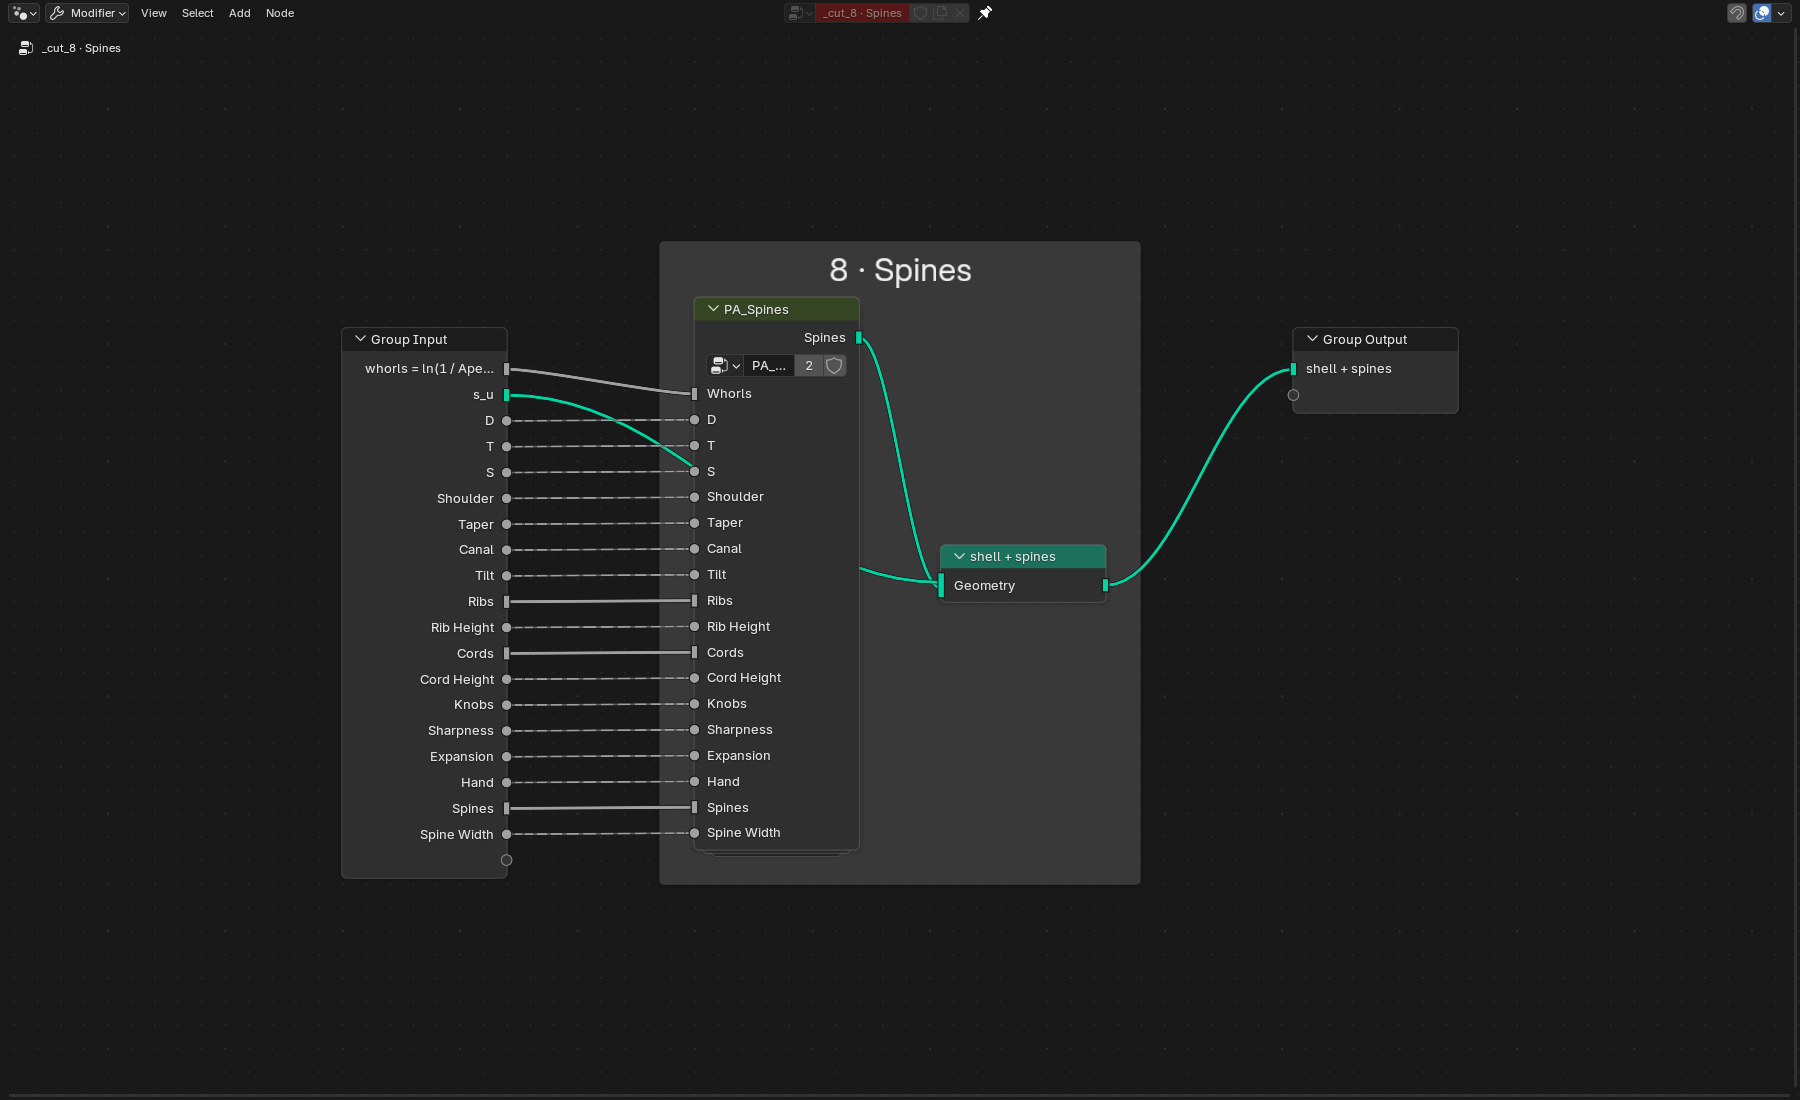 Modifier View Select Add Node _cut_8 · Spines
_cut_8 · Spines
8 · Spines
Group Input
whorls = ln(1 / Ape...
s_u
D
T
S
Shoulder
Taper
Canal
Tilt
Ribs
Rib Height
Cords
Cord Height
Knobs
Sharpness
Expansion
Hand
Spines
Spine Width
PA_Spines
Spines
PA_... 2
Whorls
D
T
S
Shoulder
Taper
Canal
Tilt
Ribs
Rib Height
Cords
Cord Height
Knobs
Sharpness
Expansion
Hand
Spines
Spine Width
shell + spines
Geometry
Group Output
shell + spines